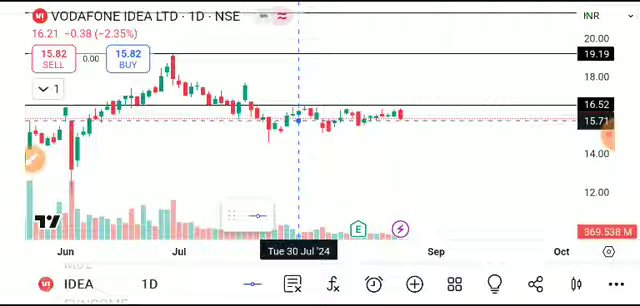 VODAFONE IDEA LTD · 1D · NSE
INR
16.21 −0.38 (−2.35%)
20.00
15.82 SELL
0.00
15.82 BUY
19.19
18.00
1
16.52
15.71
14.00
12.00
E
369.538 M
Jun
Jul
Tue 30 Jul '24
Sep
Oct
IDEA 1D